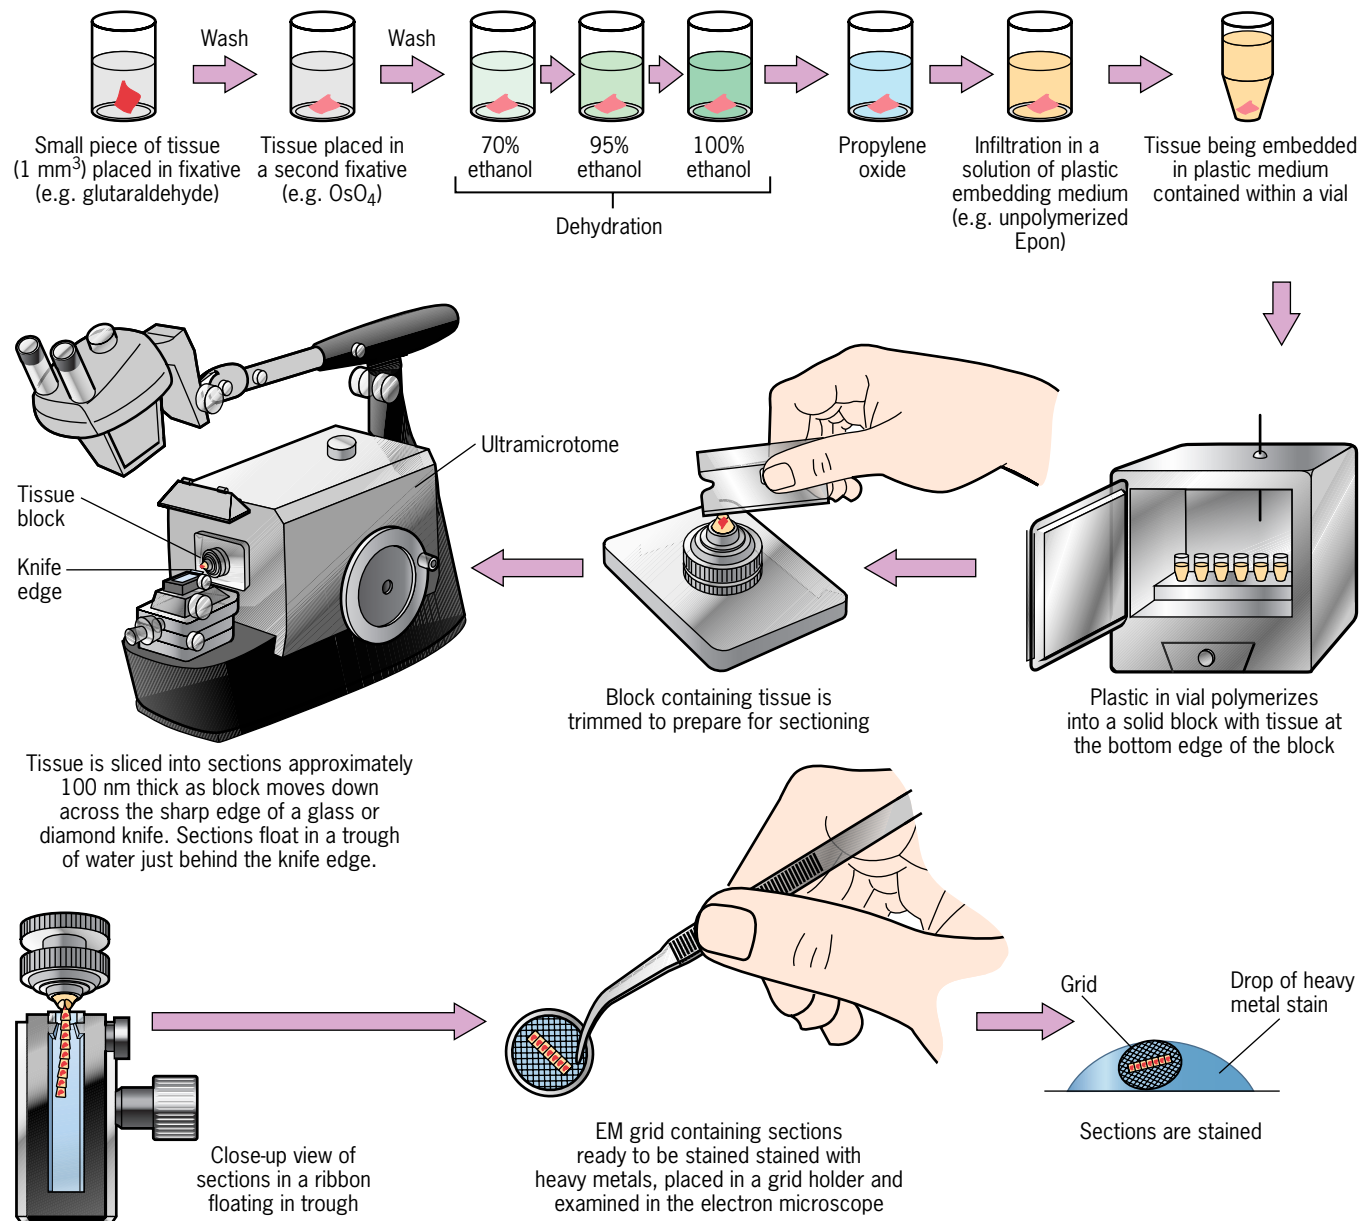 Wash
Wash
Small piece of tissue
(1 mm3) placed in fixative
(e.g. glutaraldehyde)
Tissue placed in
a second fixative
(e.g. OsO4)
70%
ethanol
95%
ethanol
100%
ethanol
Dehydration
Propylene
oxide
Infiltration in a
solution of plastic
embedding medium
(e.g. unpolymerized
Epon)
Tissue being embedded
in plastic medium
contained within a vial
Ultramicrotome
Tissue
block
Knife
edge
Block containing tissue is
trimmed to prepare for sectioning
Plastic in vial polymerizes
into a solid block with tissue at
the bottom edge of the block
Tissue is sliced into sections approximately
100 nm thick as block moves down
across the sharp edge of a glass or
diamond knife. Sections float in a trough
of water just behind the knife edge.
Grid
Drop of heavy
metal stain
Close-up view of
sections in a ribbon
floating in trough
EM grid containing sections
ready to be stained stained with
heavy metals, placed in a grid holder and
examined in the electron microscope
Sections are stained